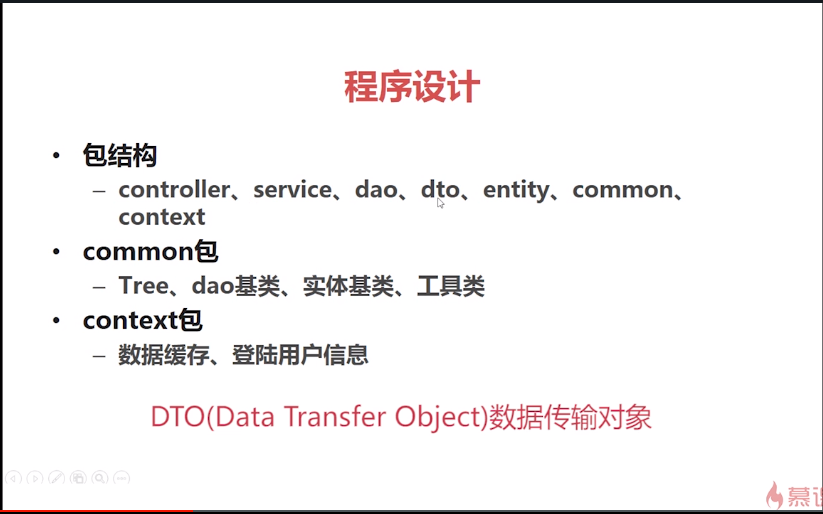 程序设计
• 包结构
– controller、service、dao、dto、entity、common、
context
• common包
– Tree、dao基类、实体基类、工具类
• context包
– 数据缓存、登陆用户信息
DTO(Data Transfer Object)数据传输对象
慕